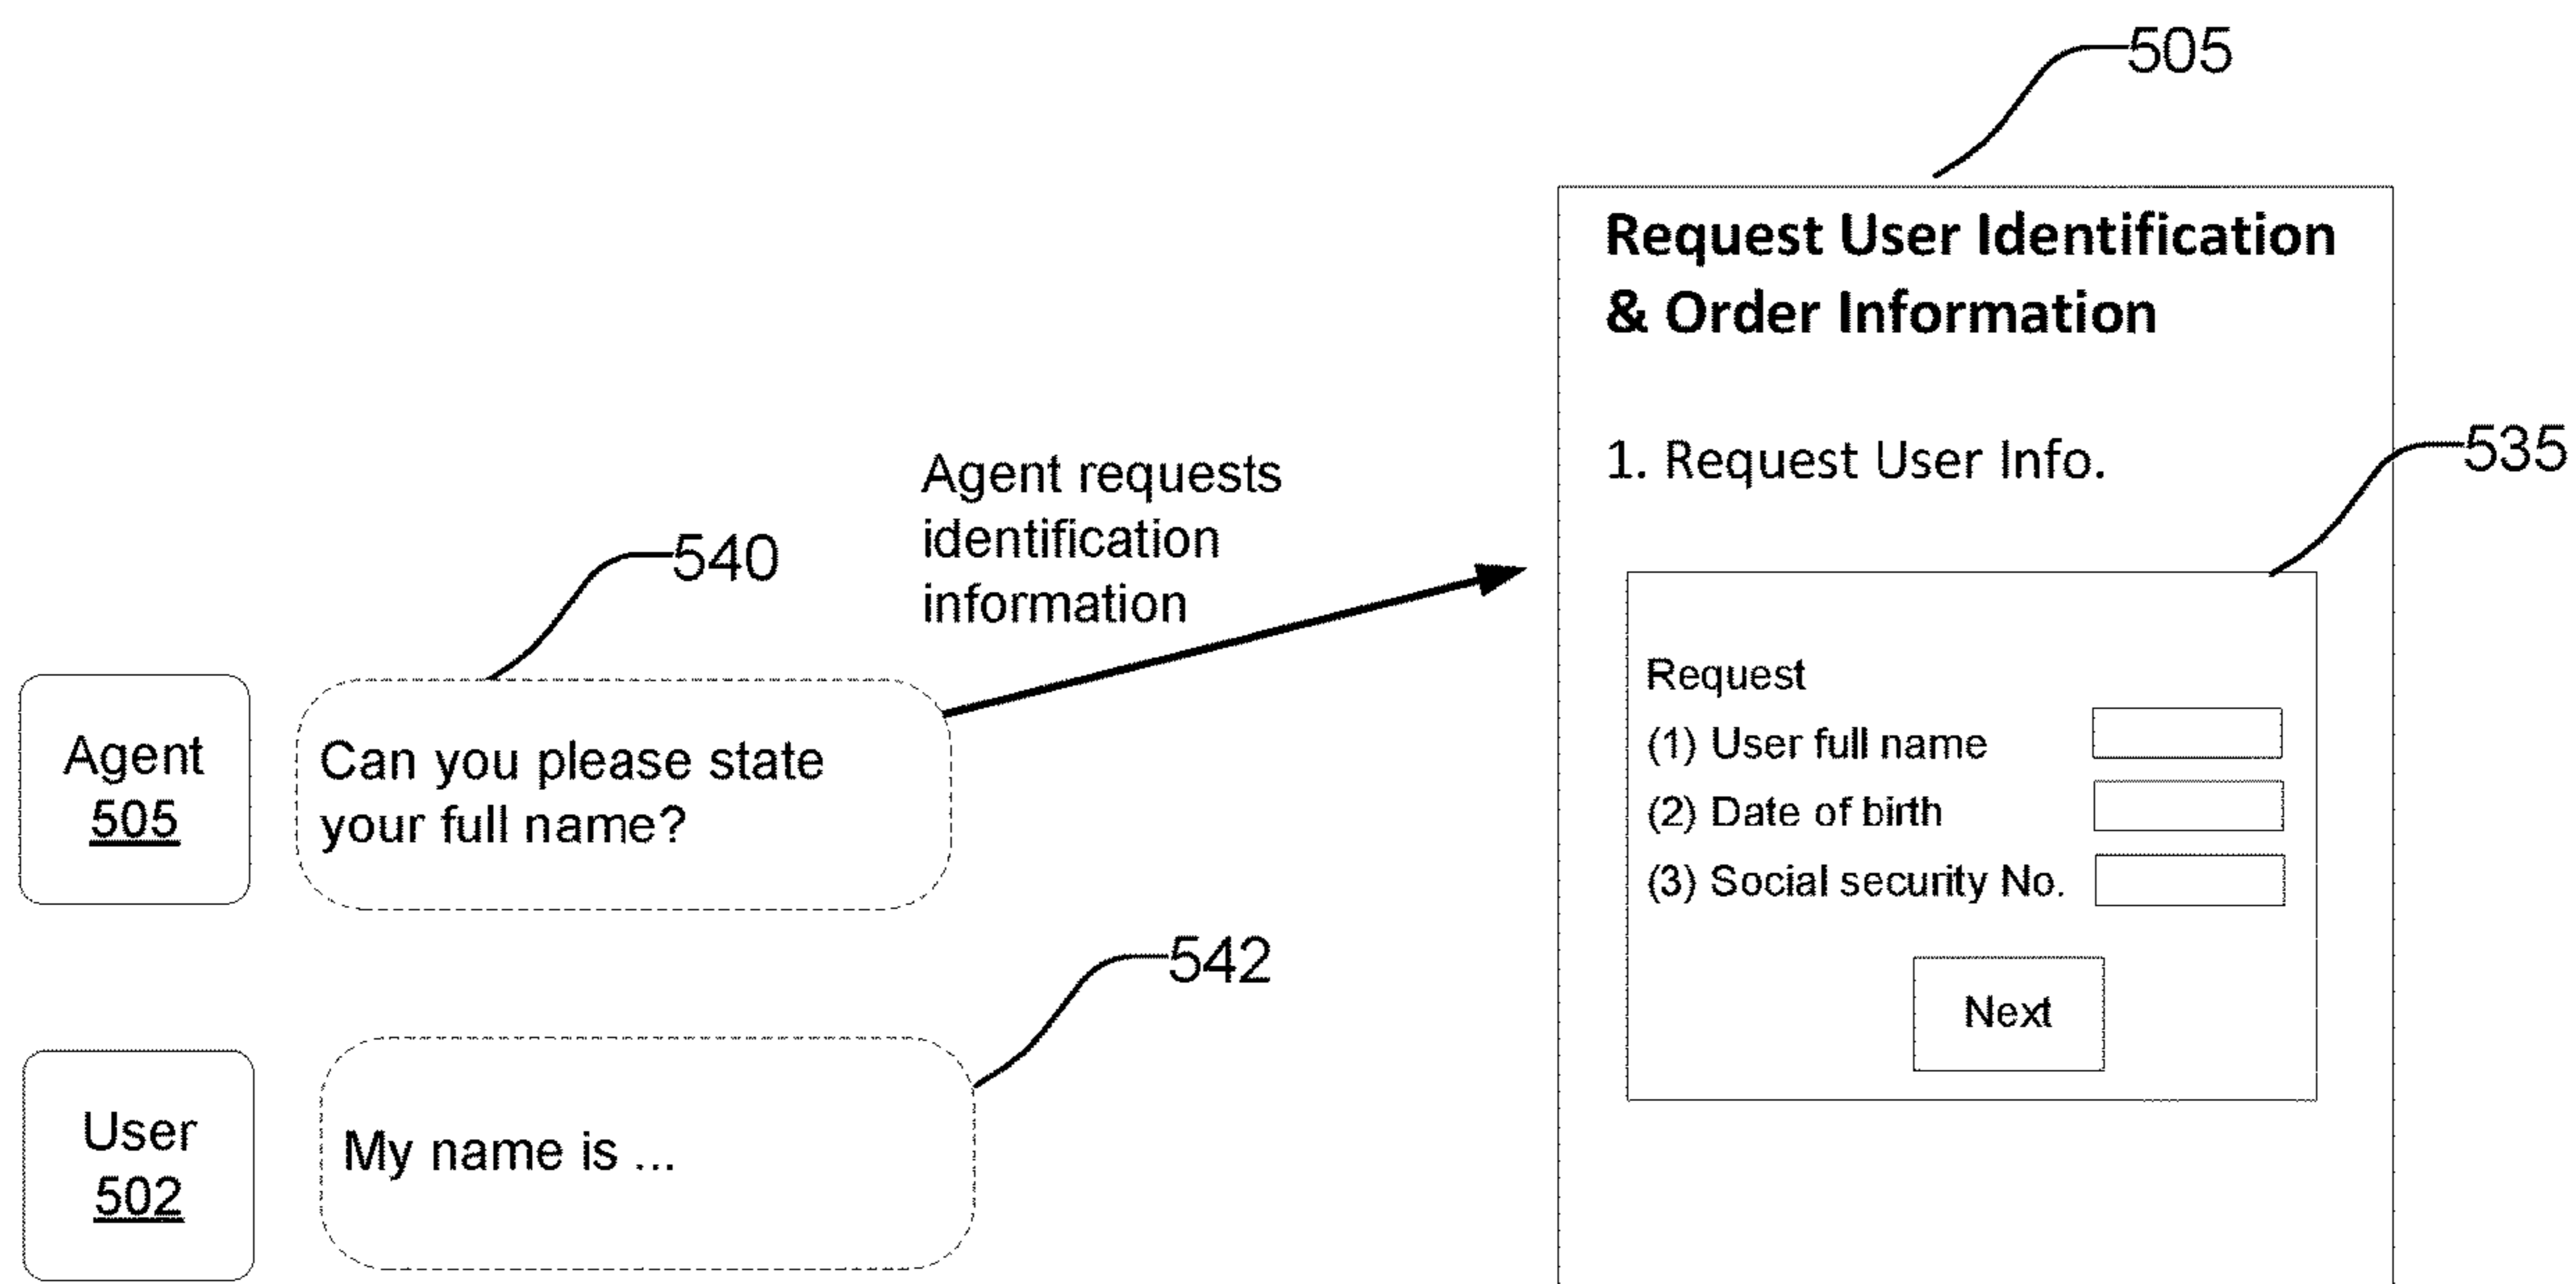 505
Request User Identification
& Order Information
1. Request User Info.
535
Agent requests
identification
information
540
Agent
505
Can you please state
your full name?
Request
(1) User full name
(2) Date of birth
(3) Social security No.
Next
542
User
502
My name is ...